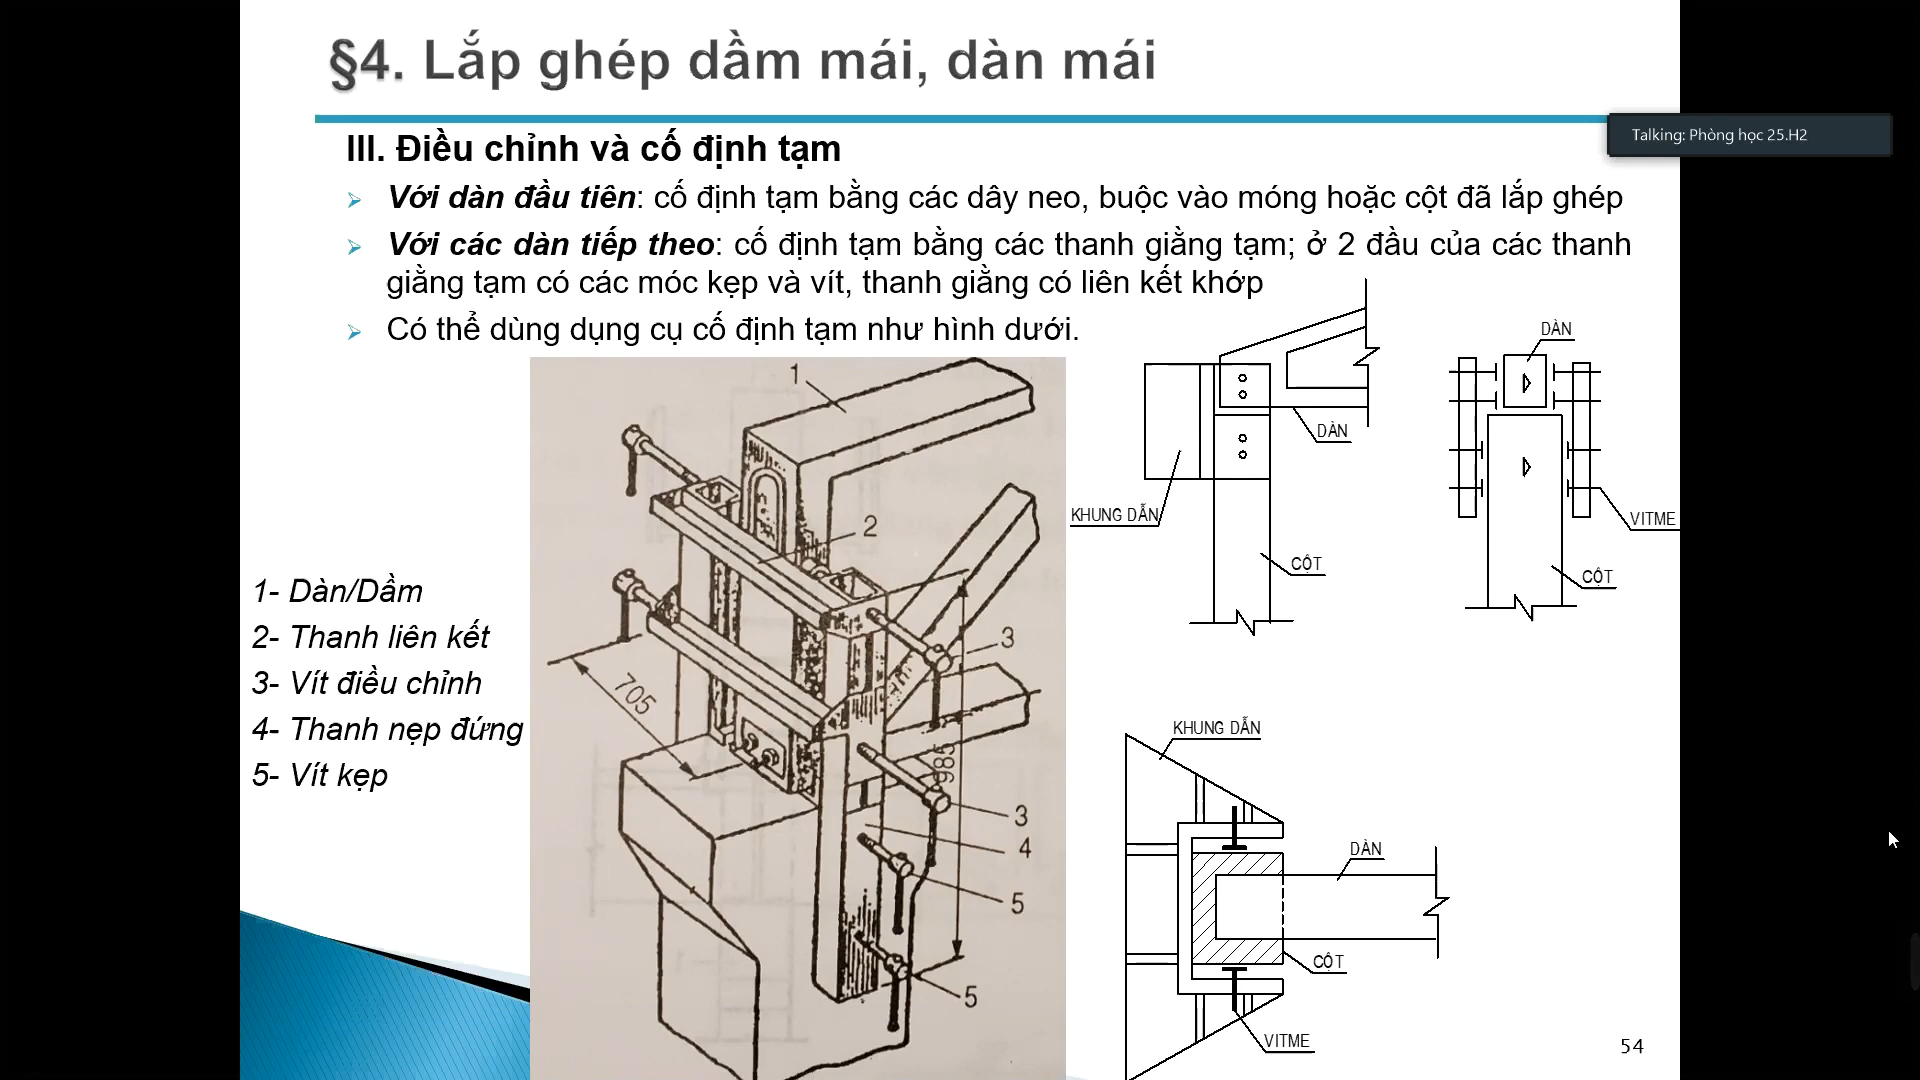 §4. Lắp ghép dầm mái, dàn mái
Talking: Phòng học 25.H2
III. Điều chỉnh và cố định tạm
Với dàn đầu tiên: cố định tạm bằng các dây neo, buộc vào móng hoặc cột đã lắp ghép
Với các dàn tiếp theo: cố định tạm bằng các thanh giằng tạm; ở 2 đầu của các thanh
giằng tạm có các móc kẹp và vít, thanh giằng có liên kết khớp
Có thể dùng dụng cụ cố định tạm như hình dưới.
1- Dàn/Dầm
2- Thanh liên kết
3- Vít điều chỉnh
4- Thanh nẹp đứng
5- Vít kẹp
1
2
3
705
985
3
4
5
5
DÀN
KHUNG DẪN
CỘT
DÀN
VITME
CỘT
KHUNG DẪN
DÀN
CỘT
VITME
54